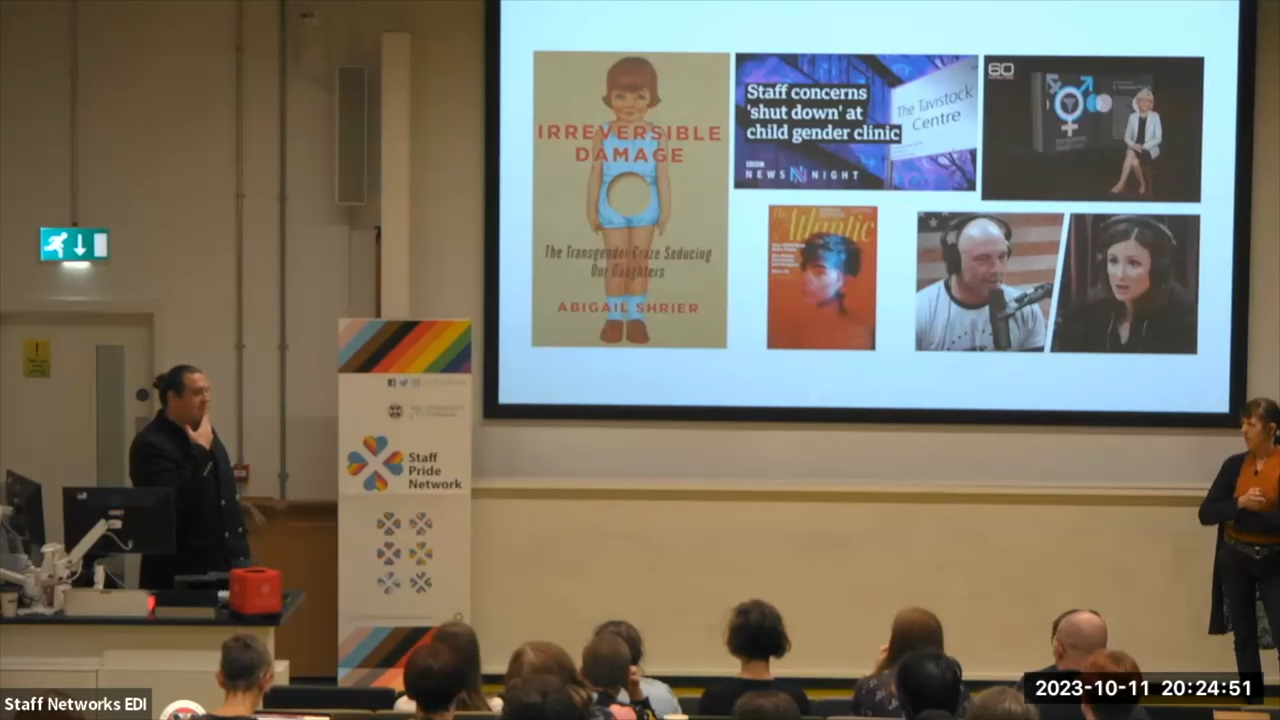 IRREVERSIBLE
DAMAGE
The Transgender Craze Seducing
Our Daughters
ABIGAIL SHRIER
Staff concerns
'shut down' at
child gender clinic
The Tavistock
Centre
BBC
NEWSNIGHT
60
The
Atlantic
Staff
Pride
Network
Staff Networks EDI
2023-10-11 20:24:51